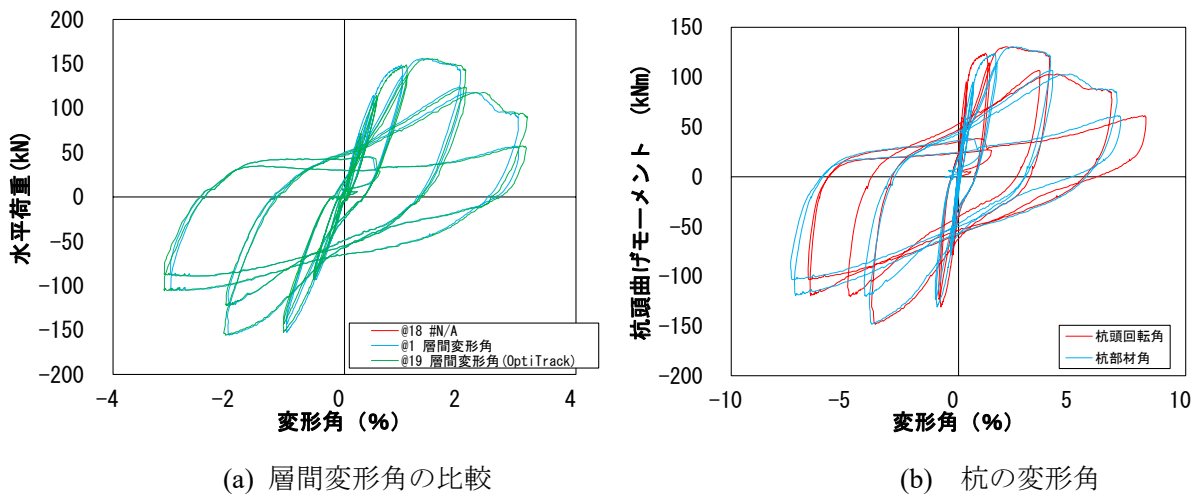 200
150
100
50
0
−50
−100
−150
−200
水平荷重(kN)
−4
−2
0
2
4
変形角（%）
@18 #N/A
@1 層間変形角
@19 層間変形角(OptiTrack)
(a) 層間変形角の比較
150
100
50
0
−50
−100
−150
−200
杭頭曲げモーメント （kNm）
−10
−5
0
5
10
変形角（%）
杭頭回転角
杭部材角
(b) 杭の変形角